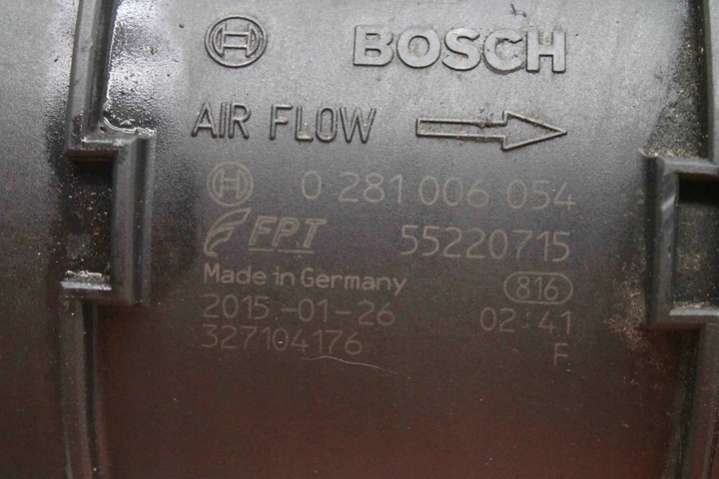 BOSCH
AIR FLOW
0 281 006 054
FPT 55220715
Made in Germany 816
2015-01-26 02:41
327104176 F